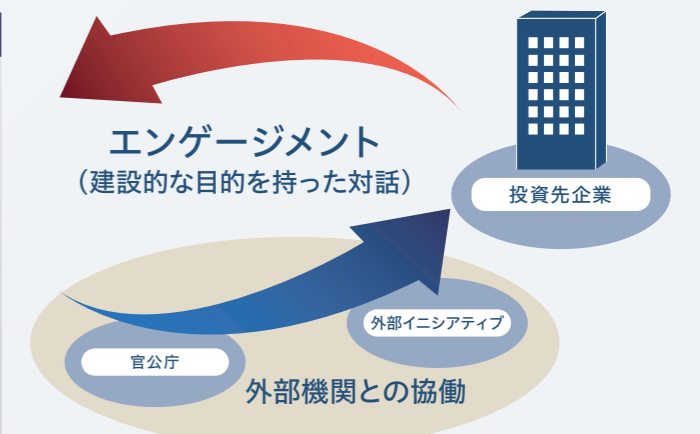 エンゲージメント
（建設的な目的を持った対話）
投資先企業
外部イニシアティブ
官公庁
外部機関との協働